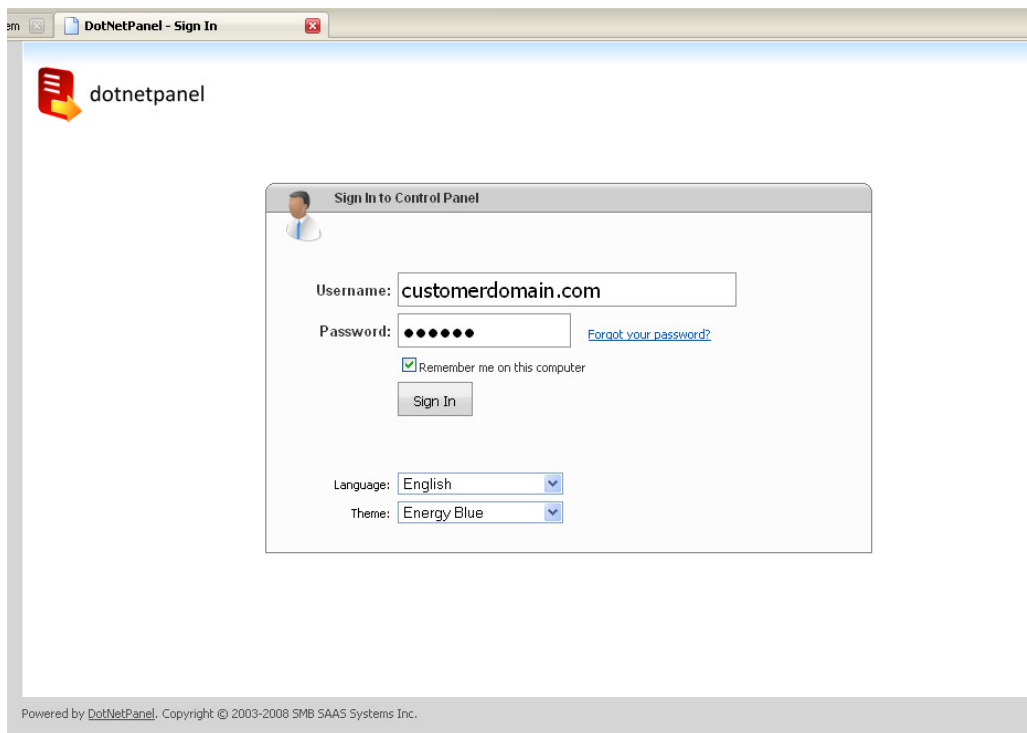 em
DotNetPanel - Sign In
dotnetpanel
Sign In to Control Panel
Username: customerdomain.com
Password: ●●●●●●
Forgot your password?
Remember me on this computer
Sign In
Language: English
Theme: Energy Blue
Powered by DotNetPanel. Copyright © 2003-2008 SMB SAAS Systems Inc.